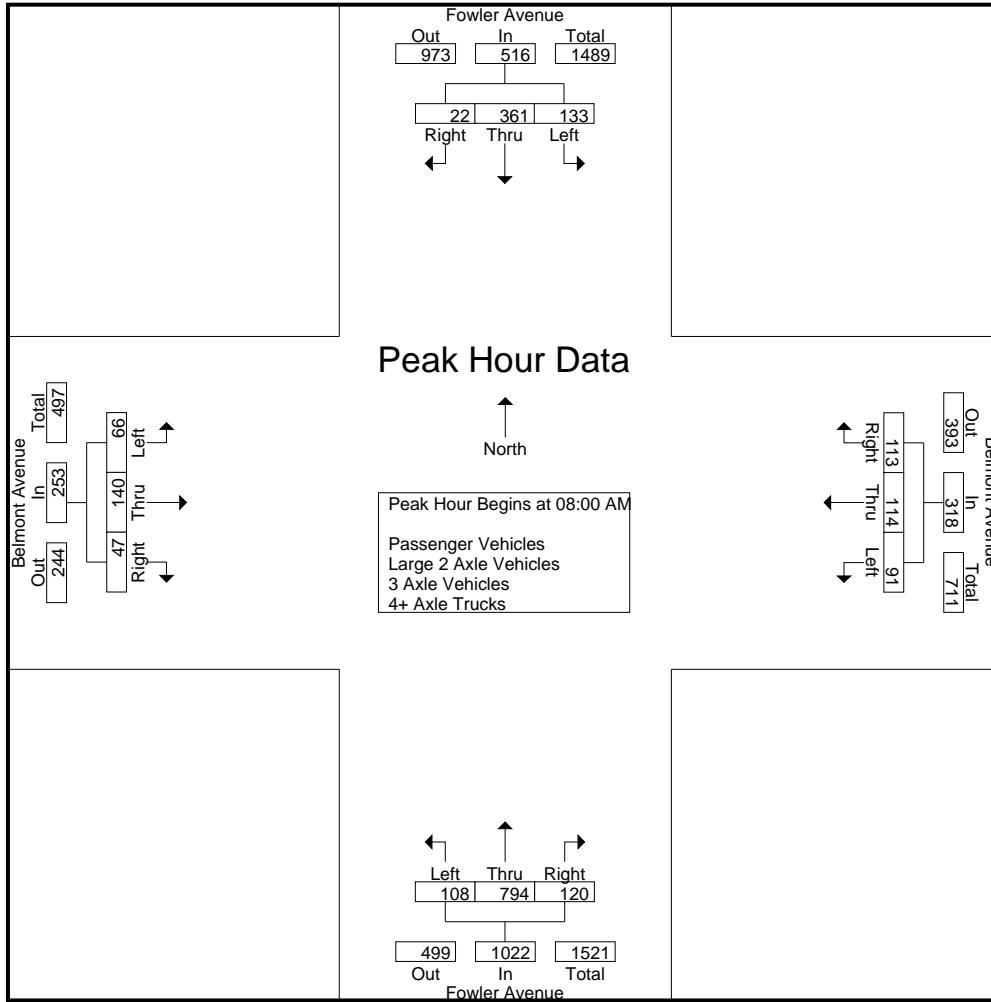 Fowler Avenue
Out In Total
973 516 1489
22 361 133
Right Thru Left
Peak Hour Data
North
Peak Hour Begins at 08:00 AM
Passenger Vehicles
Large 2 Axle Vehicles
3 Axle Vehicles
4+ Axle Trucks
Belmont Avenue
Out In Total
244 253 497
47 140 66
Right Thru Left
Belmont Avenue
Out In Total
393 318 711
113 114 91
Right Thru Left
Left Thru Right
108 794 120
499 1022 1521
Out In Total
Fowler Avenue